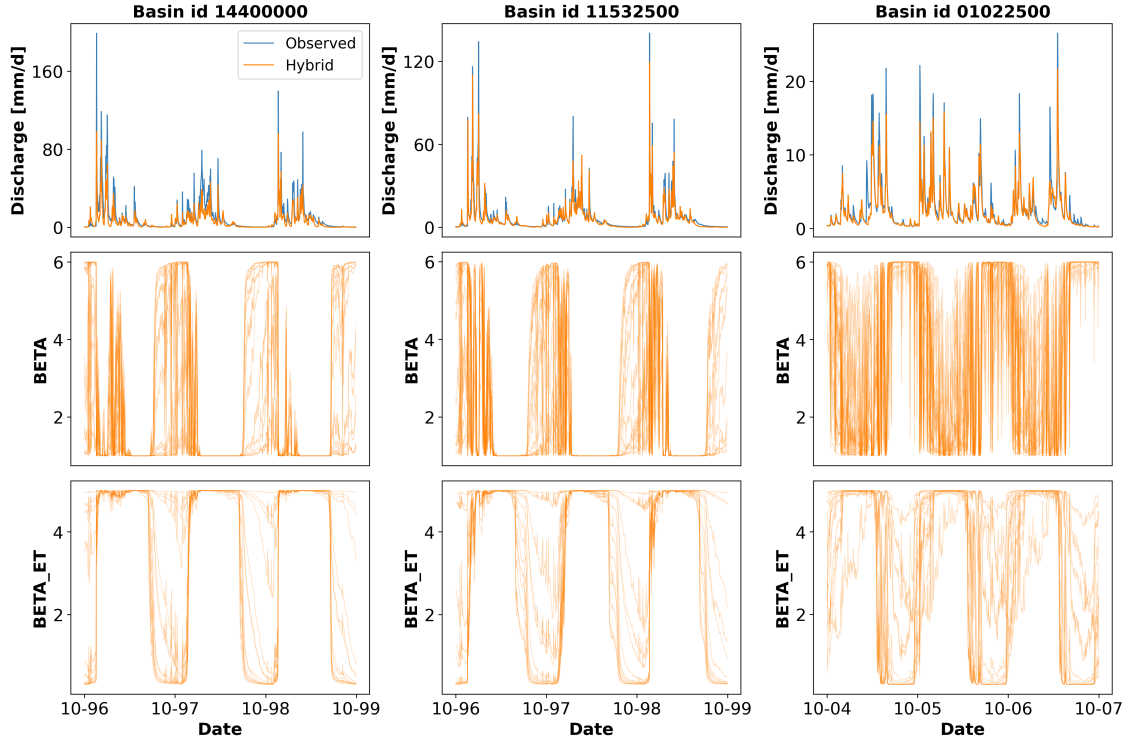 Basin id 14400000
Basin id 11532500
Basin id 01022500
Discharge [mm/d]
160
80
0
Observed
Hybrid
Discharge [mm/d]
120
60
0
Discharge [mm/d]
20
10
0
BETA
6
4
2
BETA
6
4
2
BETA
6
4
2
BETA_ET
4
2
BETA_ET
4
2
BETA_ET
4
2
10-96 10-97 10-98 10-99
10-96 10-97 10-98 10-99
10-04 10-05 10-06 10-07
Date
Date
Date